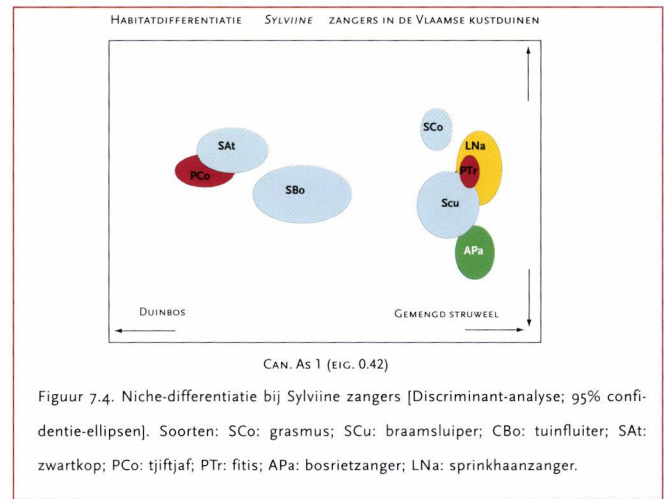 Habitatdifferentiatie Sylviine zangers in de Vlaamse kustduinen
SCo
LNa
SAt
PTr
PCo
SBo
Scu
APa
Duinbos
Gemengd struweel
Can. As 1 (eig. 0.42)
Figuur 7.4. Niche-differentiatie bij Sylviine zangers [Discriminant-analyse; 95% confi-
dentie-ellipsen]. Soorten: SCo: grasmus; SCu: braamsluiper; CBo: tuinfluiter; SAt:
zwartkop; PCo: tjiftjaf; PTr: fitis; APa: bosrietzanger; LNa: sprinkhaanzanger.